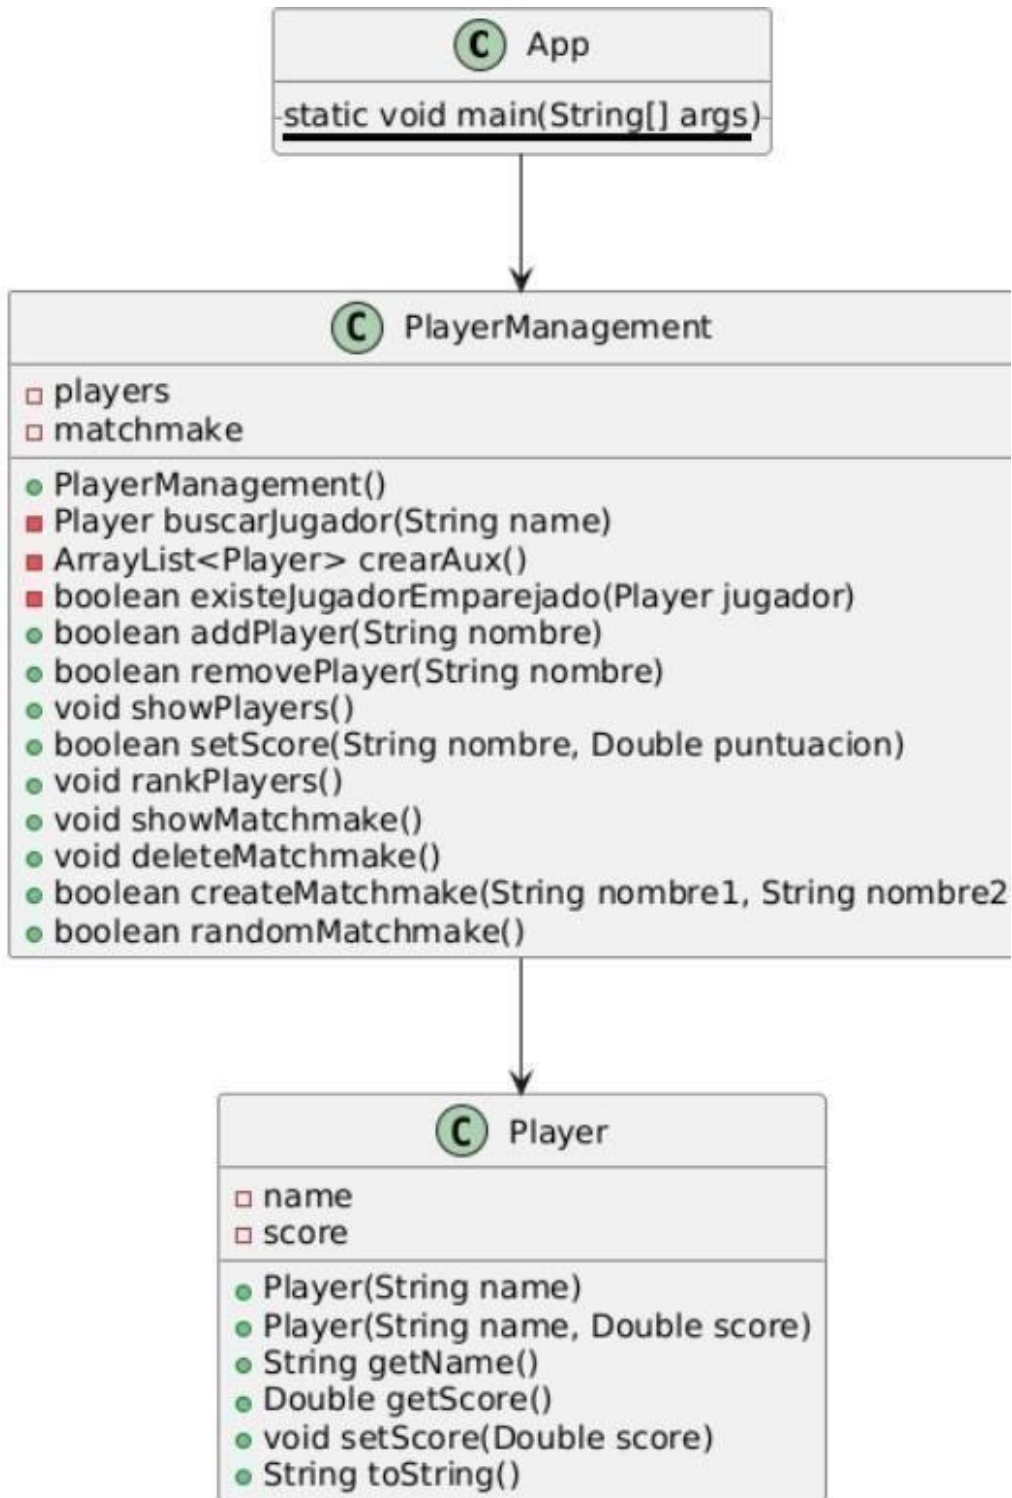 C App
static void main(String[] args)
C PlayerManagement
players
matchmake
PlayerManagement()
Player buscarJugador(String name)
ArrayList<Player> crearAux()
boolean existeJugadorEmparejado(Player jugador)
boolean addPlayer(String nombre)
boolean removePlayer(String nombre)
void showPlayers()
boolean setScore(String nombre, Double puntuacion)
void rankPlayers()
void showMatchmake()
void deleteMatchmake()
boolean createMatchmake(String nombre1, String nombre2
boolean randomMatchmake()
C Player
name
score
Player(String name)
Player(String name, Double score)
String getName()
Double getScore()
void setScore(Double score)
String toString()